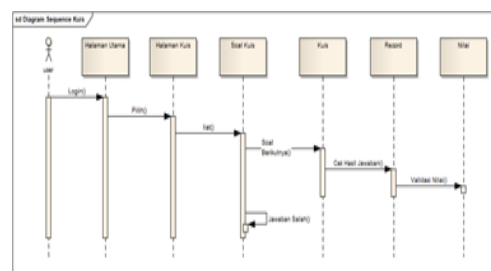 sd Diagram Sequence Kuis
Halaman Utama
Halaman Kuis
Soal Kuis
Kuis
Record
Nilai
user
Login()
Pilih()
list()
Soal
Berikutnya()
Cek Hasil Jawaban()
Validasi Nilai()
Jawaban Salah()